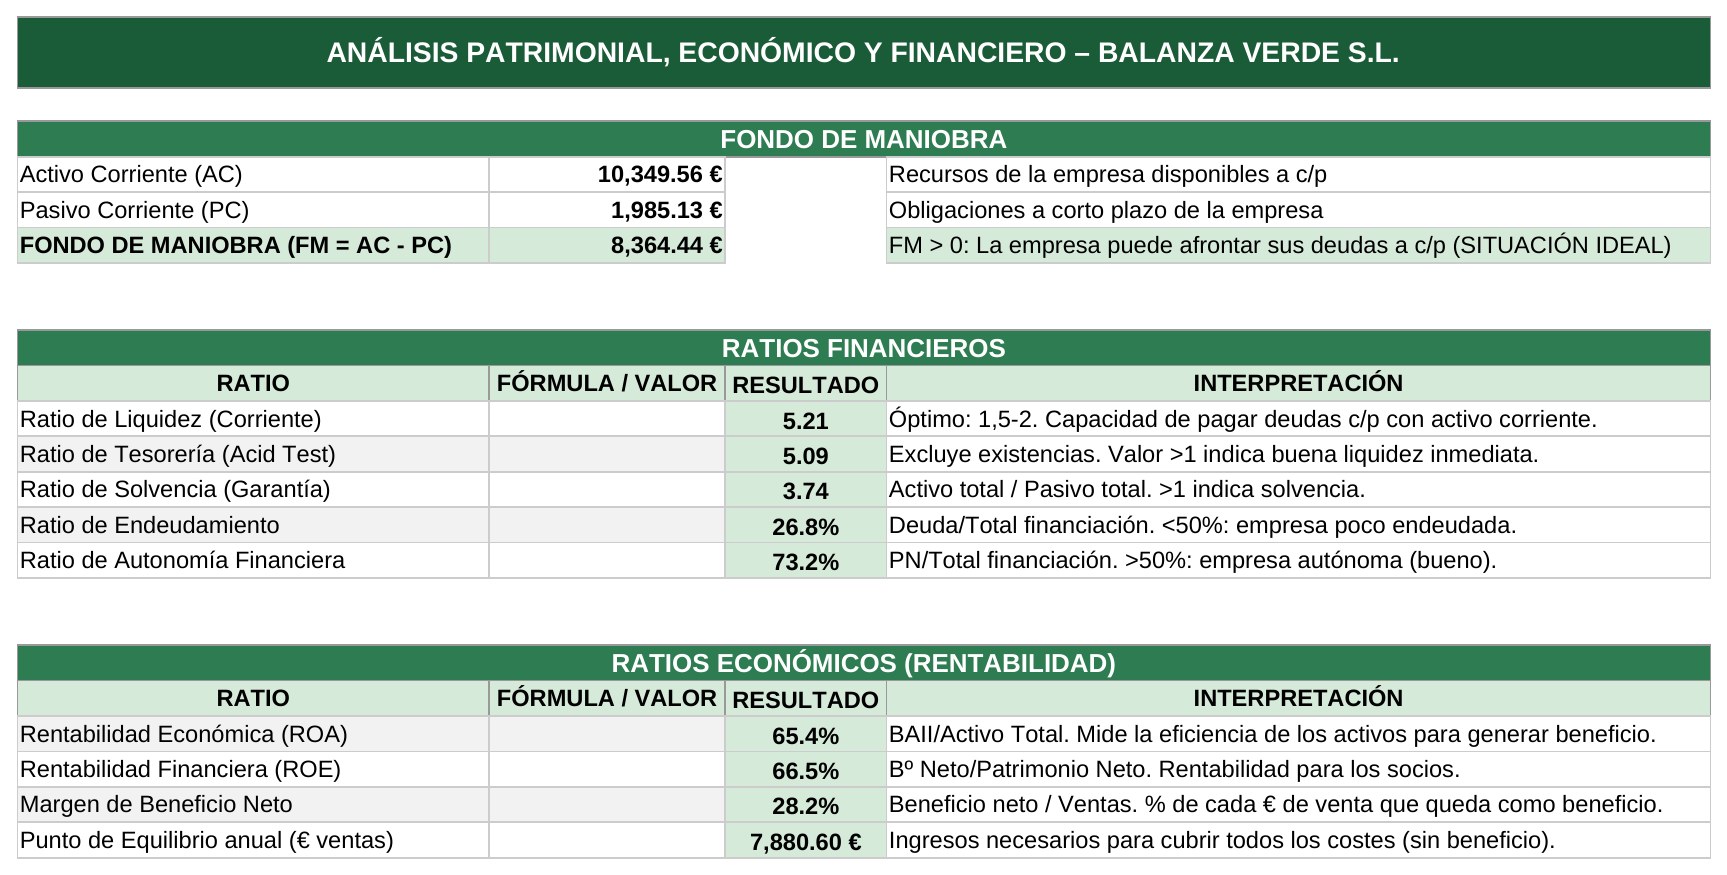 ANÁLISIS PATRIMONIAL, ECONÓMICO Y FINANCIERO – BALANZA VERDE S.L.
FONDO DE MANIOBRA
Activo Corriente (AC) 10,349.56 € Recursos de la empresa disponibles a c/p
Pasivo Corriente (PC) 1,985.13 € Obligaciones a corto plazo de la empresa
FONDO DE MANIOBRA (FM = AC - PC) 8,364.44 € FM > 0: La empresa puede afrontar sus deudas a c/p (SITUACIÓN IDEAL)
RATIOS FINANCIEROS
RATIO FÓRMULA / VALOR RESULTADO INTERPRETACIÓN
Ratio de Liquidez (Corriente) 5.21 Óptimo: 1,5-2. Capacidad de pagar deudas c/p con activo corriente.
Ratio de Tesorería (Acid Test) 5.09 Excluye existencias. Valor >1 indica buena liquidez inmediata.
Ratio de Solvencia (Garantía) 3.74 Activo total / Pasivo total. >1 indica solvencia.
Ratio de Endeudamiento 26.8% Deuda/Total financiación. <50%: empresa poco endeudada.
Ratio de Autonomía Financiera 73.2% PN/Total financiación. >50%: empresa autónoma (bueno).
RATIOS ECONÓMICOS (RENTABILIDAD)
RATIO FÓRMULA / VALOR RESULTADO INTERPRETACIÓN
Rentabilidad Económica (ROA) 65.4% BAII/Activo Total. Mide la eficiencia de los activos para generar beneficio.
Rentabilidad Financiera (ROE) 66.5% Bº Neto/Patrimonio Neto. Rentabilidad para los socios.
Margen de Beneficio Neto 28.2% Beneficio neto / Ventas. % de cada € de venta que queda como beneficio.
Punto de Equilibrio anual (€ ventas) 7,880.60 € Ingresos necesarios para cubrir todos los costes (sin beneficio).